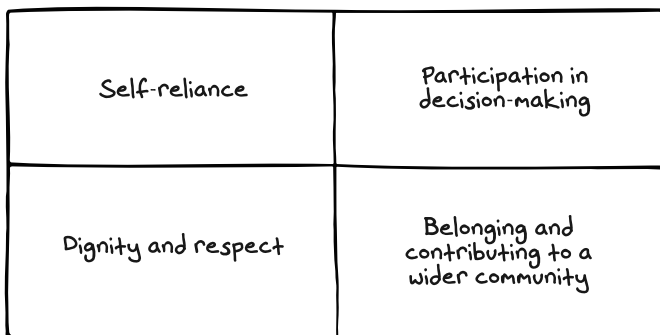 Self-reliance
Participation in
decision-making
Dignity and respect
Belonging and
contributing to a
wider community